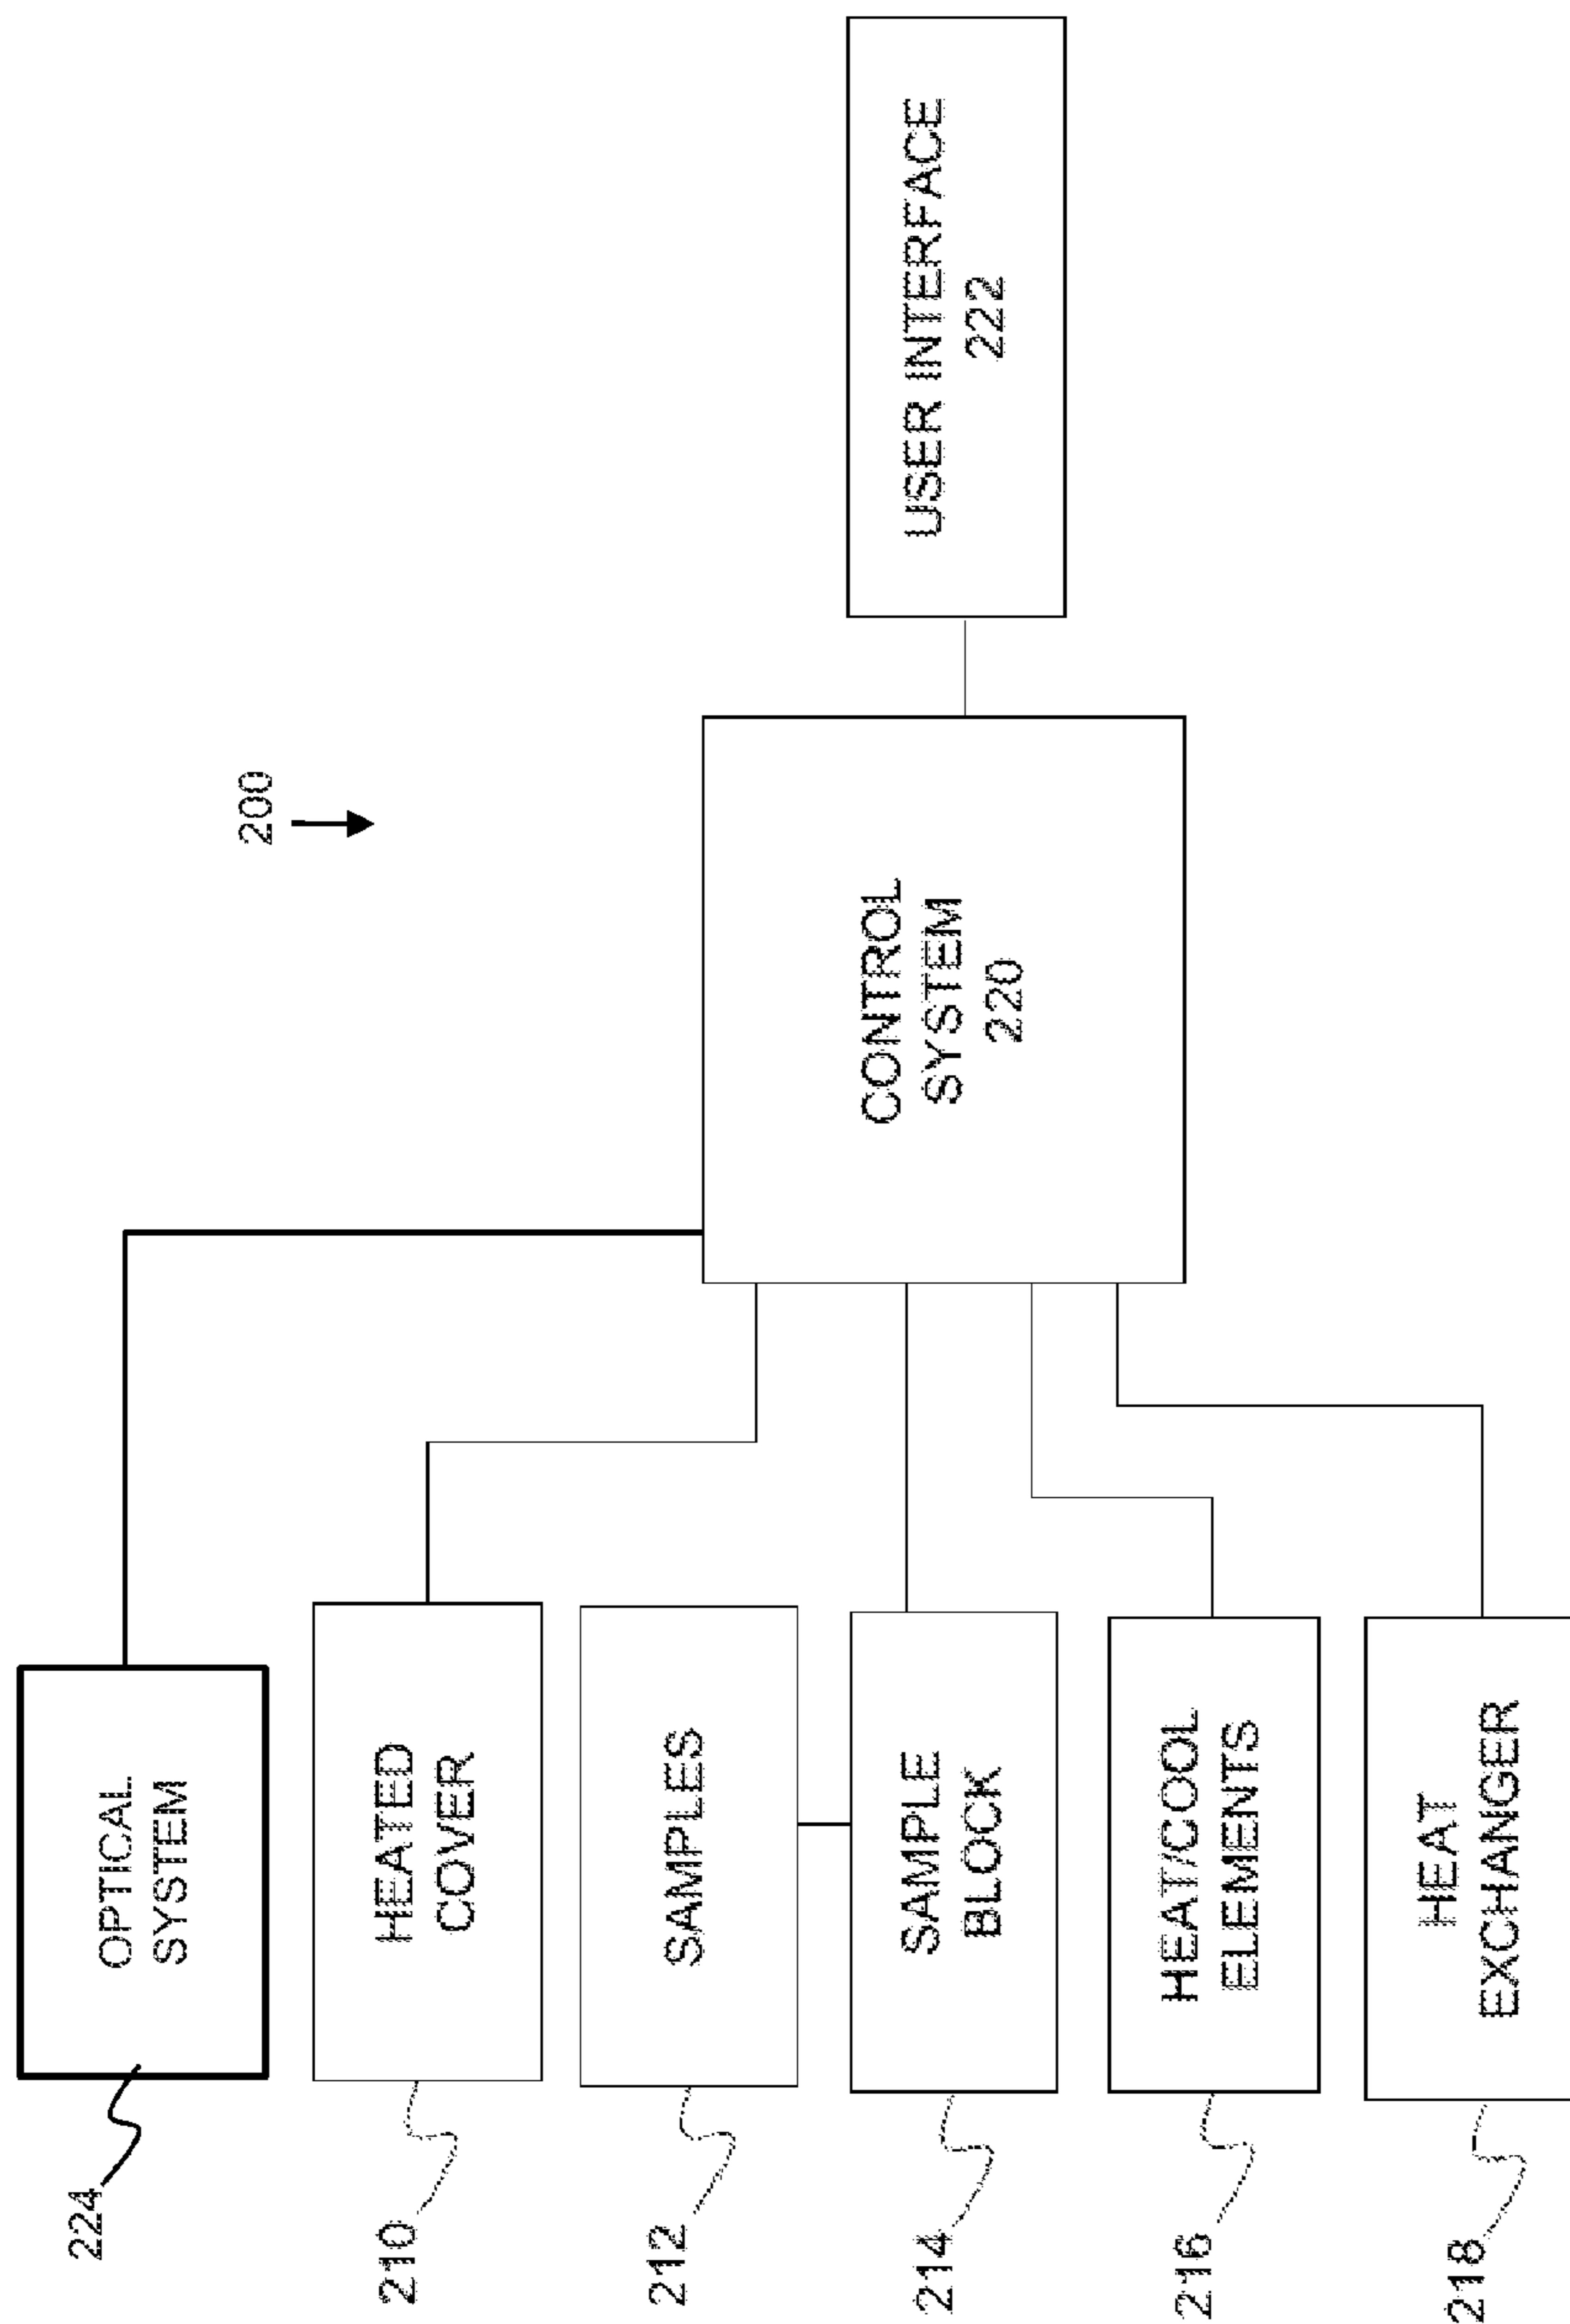 200
224
OPTICAL
SYSTEM
210
HEATED
COVER
212
SAMPLES
214
SAMPLE
BLOCK
216
HEAT/COOL
ELEMENTS
218
HEAT
EXCHANGER
CONTROL
SYSTEM
220
USER INTERFACE
222